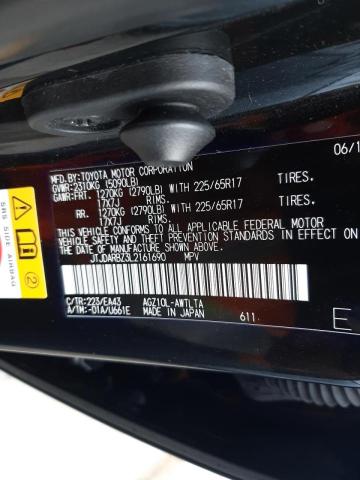 MFD.BY:TOYOTA MOTOR CORPORATION 06/1
GVWR:2310KG (5090LB)
GAWR:FRT. 1270KG (2790LB) WITH 225/65R17 TIRES.
17X7J RIMS.
RR. 1270KG (2790LB) WITH 225/65R17 TIRES.
17X7J RIMS.
THIS VEHICLE CONFORMS TO ALL APPLICABLE FEDERAL MOTOR
VEHICLE SAFETY AND THEFT PREVENTION STANDARDS IN EFFECT ON
THE DATE OF MANUFACTURE SHOWN ABOVE.
JTJDARBZ3L2161690 MPV
C/TR:223/EA43 AGZ10L-AWTLTA
A/TM:-01A/U661E MADE IN JAPAN 611
E
SRS SIDE AIRBAG
2